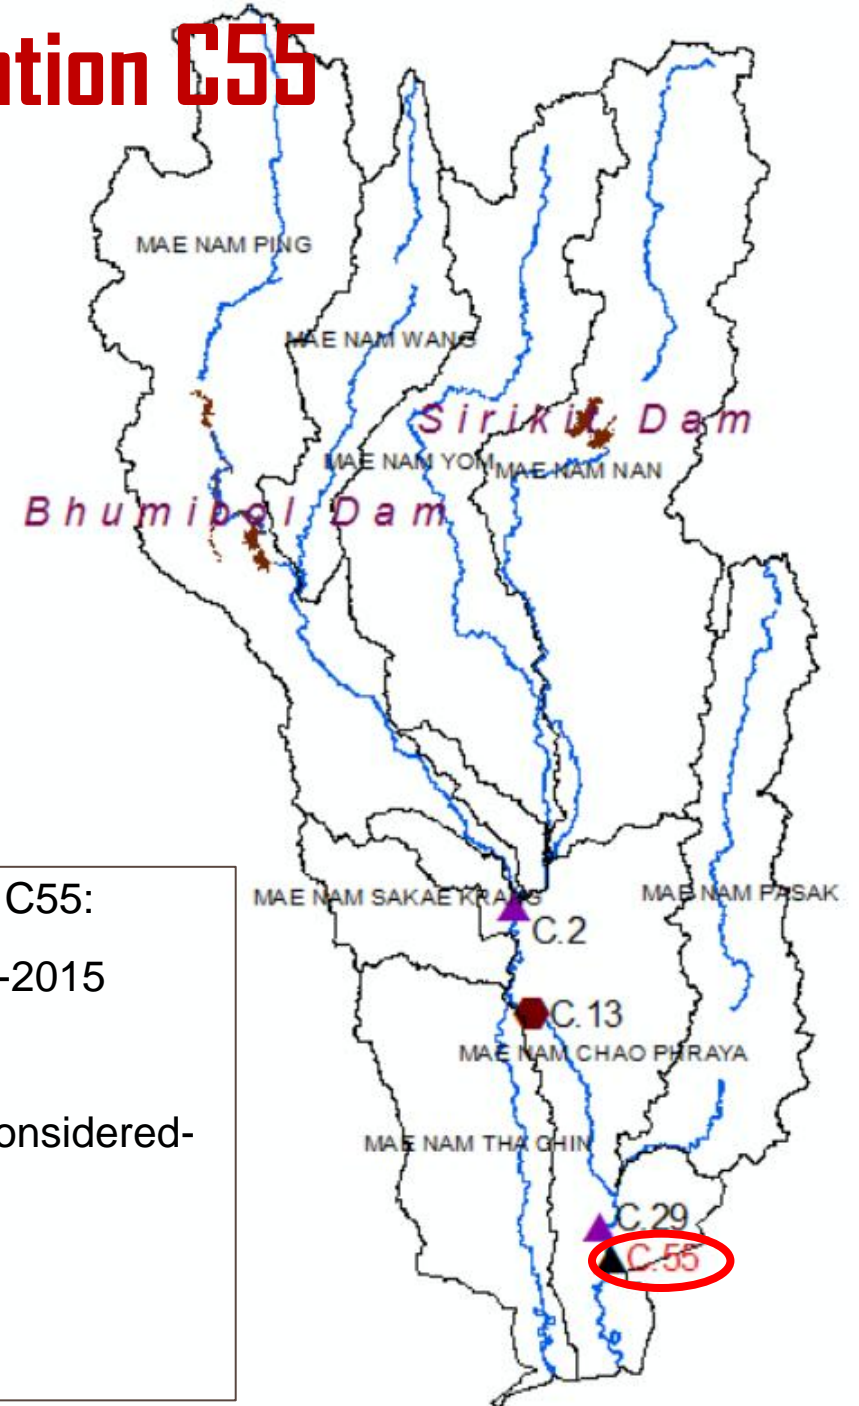 ation C55
MAE NAM PING
MAE NAM WANG
Sirikit Dam
MAE NAM YOM
MAE NAM NAN
Bhumibol Dam
C55:
-2015
onsidered-
MAE NAM SAKAE KRANG
MAE NAM PASAK
C.2
C.13
MAE NAM CHAO PHRAYA
MAE NAM THA CHIN
C.29
C.55